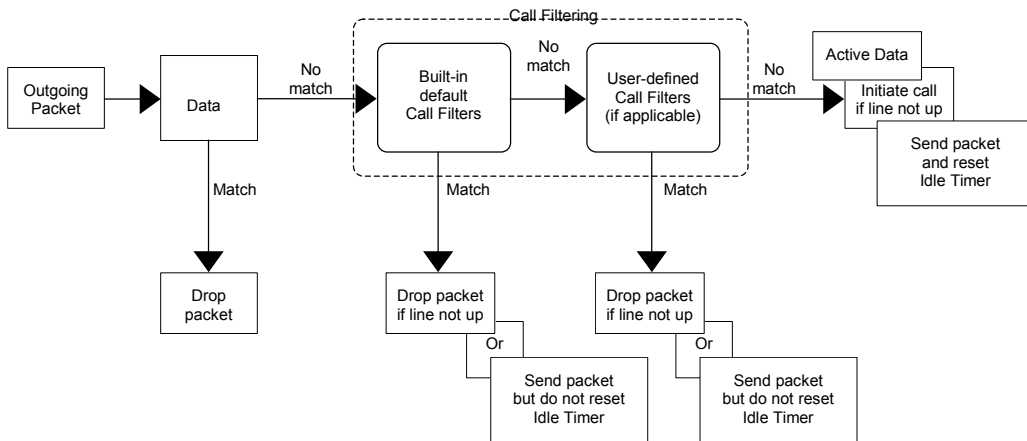 Call Filtering
Outgoing
Packet
Data
No
match
Built-in
default
Call Filters
No
match
User-defined
Call Filters
(if applicable)
No
match
Active Data
Initiate call
if line not up
Send packet
and reset
Idle Timer
Match
Match
Match
Drop
packet
Drop packet
if line not up
Or
Send packet
but do not reset
Idle Timer
Drop packet
if line not up
Or
Send packet
but do not reset
Idle Timer